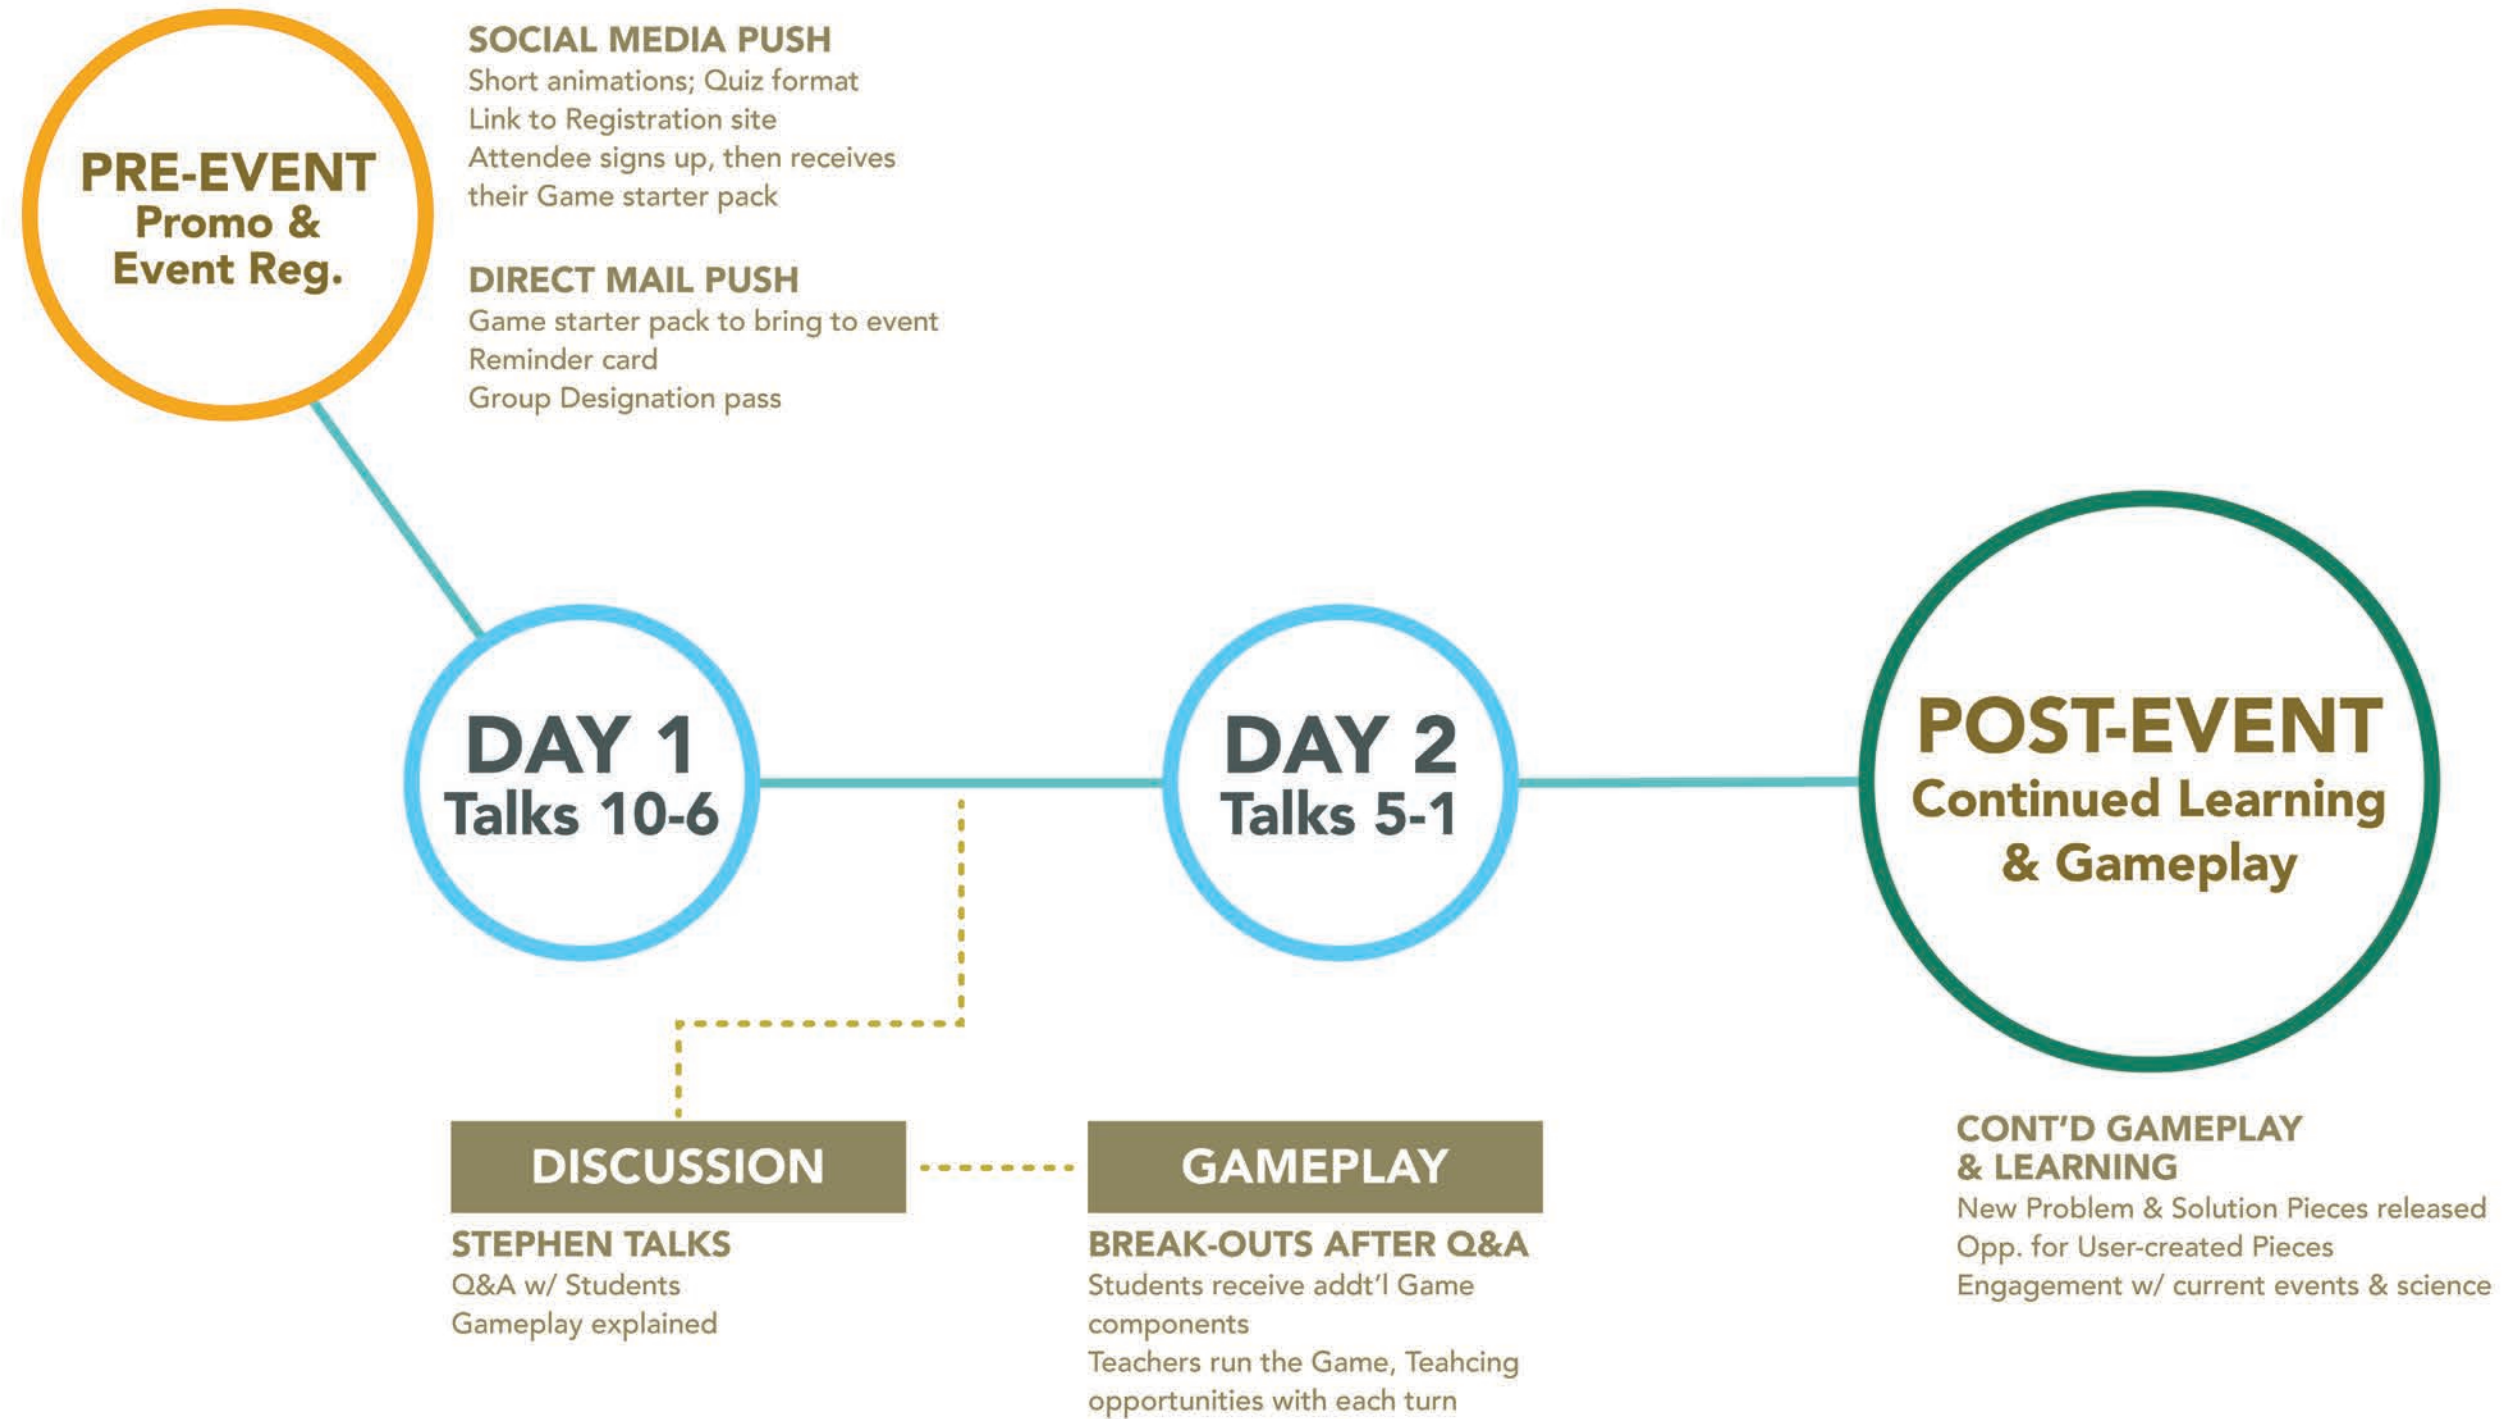 PRE-EVENT
Promo &
Event Reg.
SOCIAL MEDIA PUSH
Short animations; Quiz format
Link to Registration site
Attendee signs up, then receives
their Game starter pack
DIRECT MAIL PUSH
Game starter pack to bring to event
Reminder card
Group Designation pass
DAY 1
Talks 10-6
DAY 2
Talks 5-1
POST-EVENT
Continued Learning
& Gameplay
DISCUSSION
STEPHEN TALKS
Q&A w/ Students
Gameplay explained
GAMEPLAY
BREAK-OUTS AFTER Q&A
Students receive addt'l Game
components
Teachers run the Game, Teahcing
opportunities with each turn
CONT'D GAMEPLAY
& LEARNING
New Problem & Solution Pieces released
Opp. for User-created Pieces
Engagement w/ current events & science